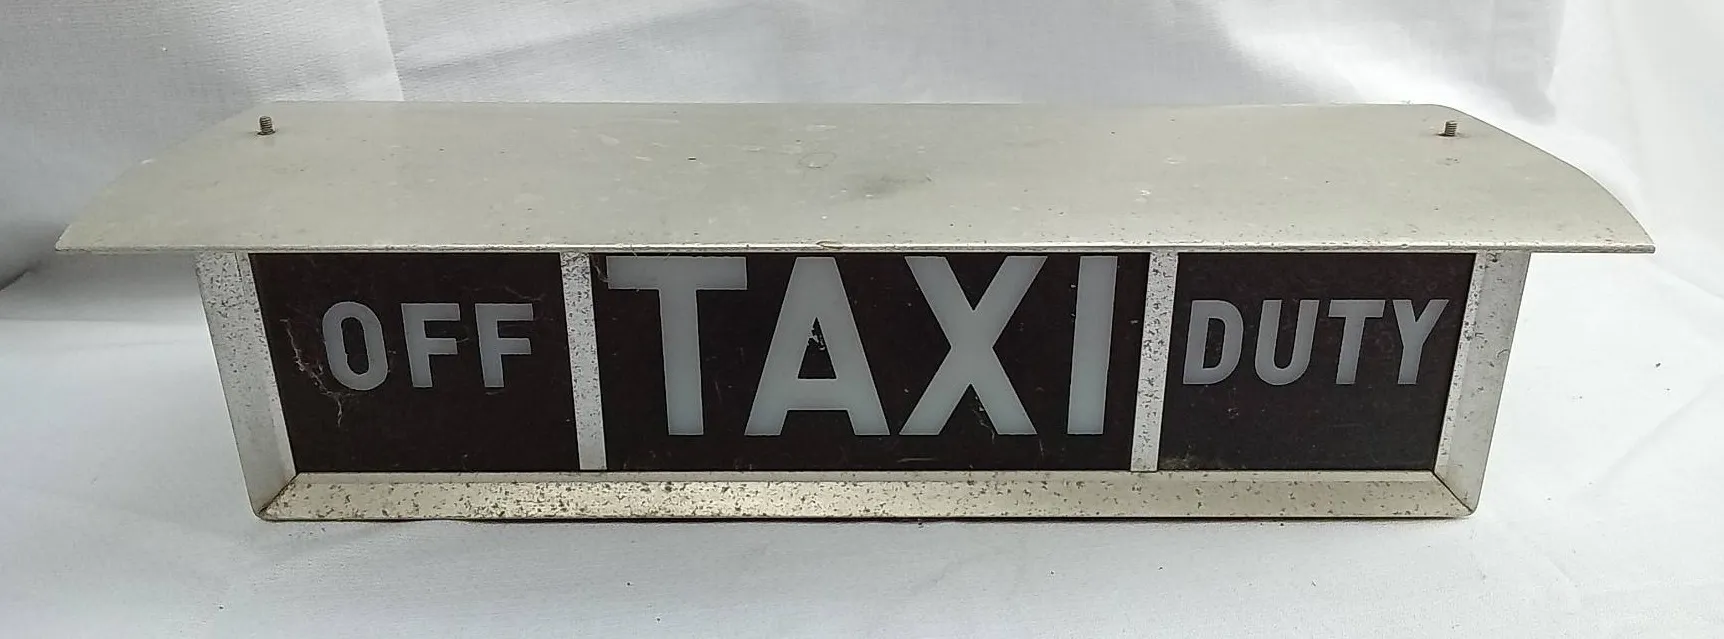 OFF TAXI DUTY